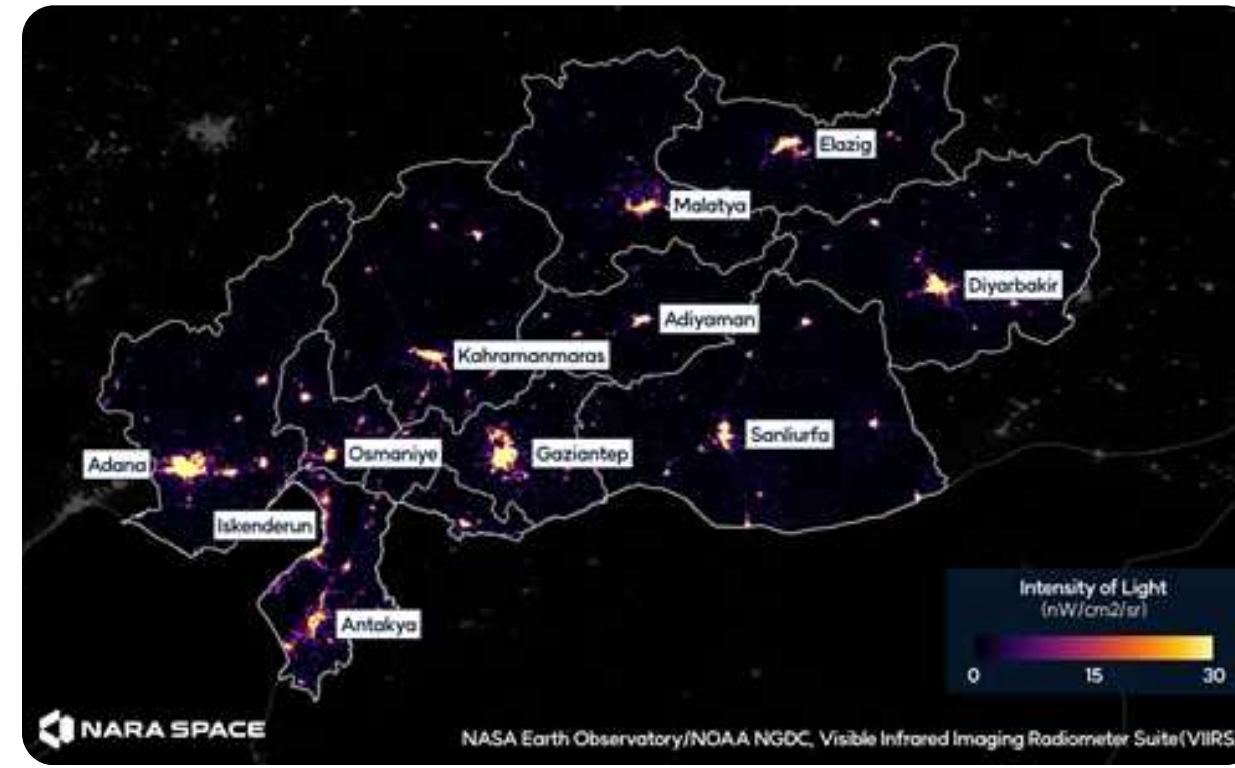 Elazig
Malatya
Diyarbakir
Adiyaman
Kahramanmaras
Sanliurfa
Osmaniye
Gaziantep
Adana
Iskenderun
Antakya
Intensity of Light
(nW/cm2/sr)
0 15 30
NARA SPACE
NASA Earth Observatory/NOAA NGDC, Visible Infrared Imaging Radiometer Suite(VIIRS